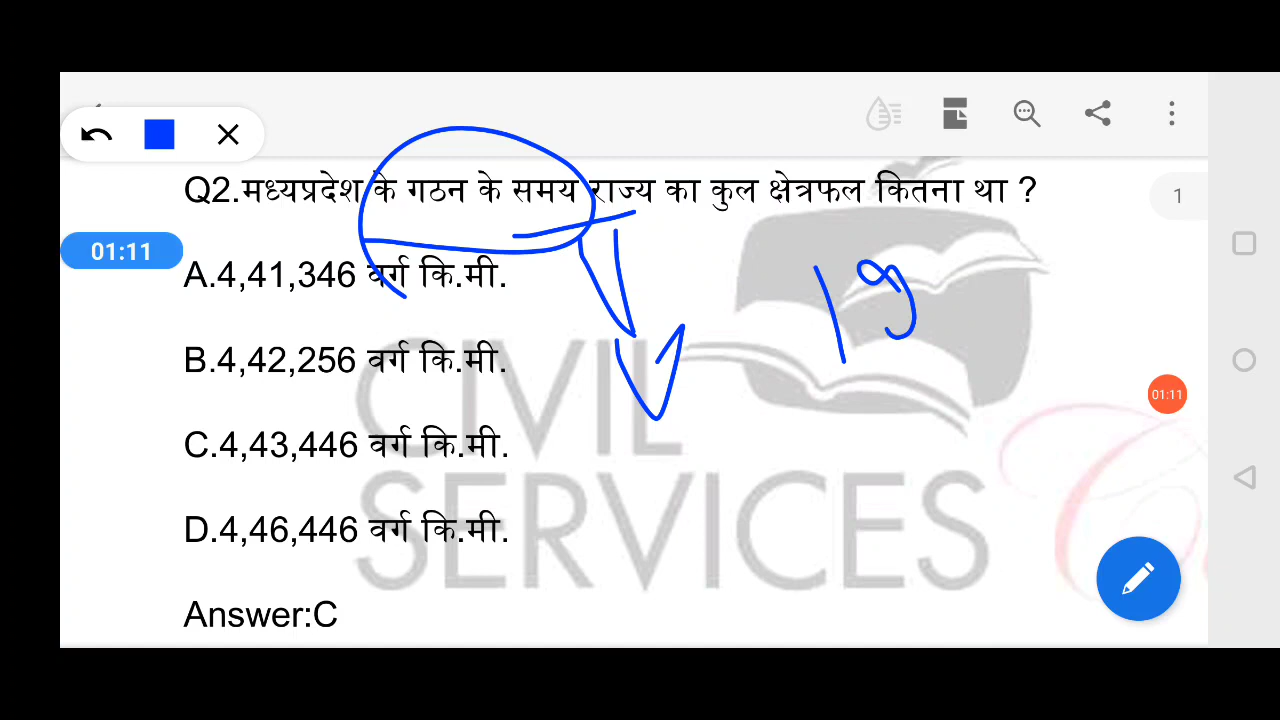 Q2.मध्यप्रदेश के गठन के समय राज्य का कुल क्षेत्रफल कितना था ?
1
01:11
A.4,41,346 वर्ग कि.मी.
19
B.4,42,256 वर्ग कि.मी.
CIVIL
01:11
C.4,43,446 वर्ग कि.मी.
SERVICES
D.4,46,446 वर्ग कि.मी.
Answer:C